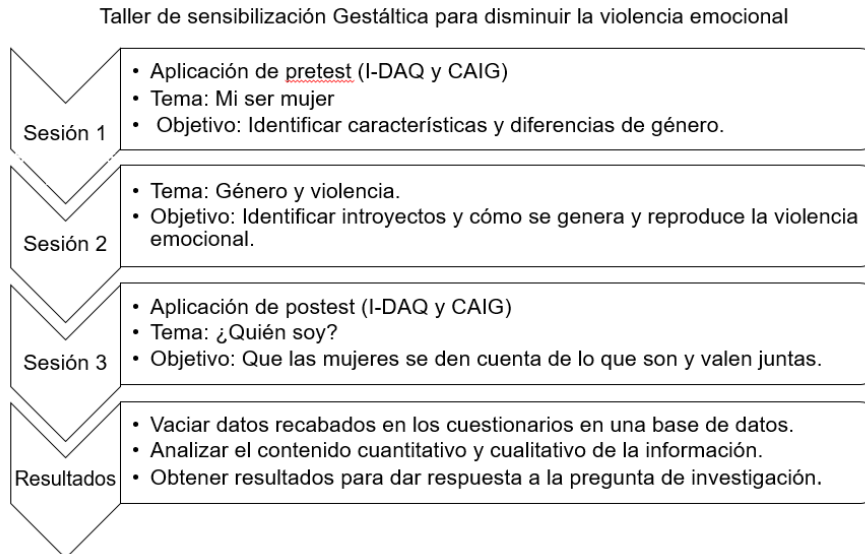 Taller de sensibilización Gestáltica para disminuir la violencia emocional
Sesión 1
• Aplicación de pretest (I-DAQ y CAIG)
• Tema: Mi ser mujer
• Objetivo: Identificar características y diferencias de género.
Sesión 2
• Tema: Género y violencia.
• Objetivo: Identificar introyectos y cómo se genera y reproduce la violencia
emocional.
Sesión 3
• Aplicación de postest (I-DAQ y CAIG)
• Tema: ¿Quién soy?
• Objetivo: Que las mujeres se den cuenta de lo que son y valen juntas.
Resultados
• Vaciar datos recabados en los cuestionarios en una base de datos.
• Analizar el contenido cuantitativo y cualitativo de la información.
• Obtener resultados para dar respuesta a la pregunta de investigación.